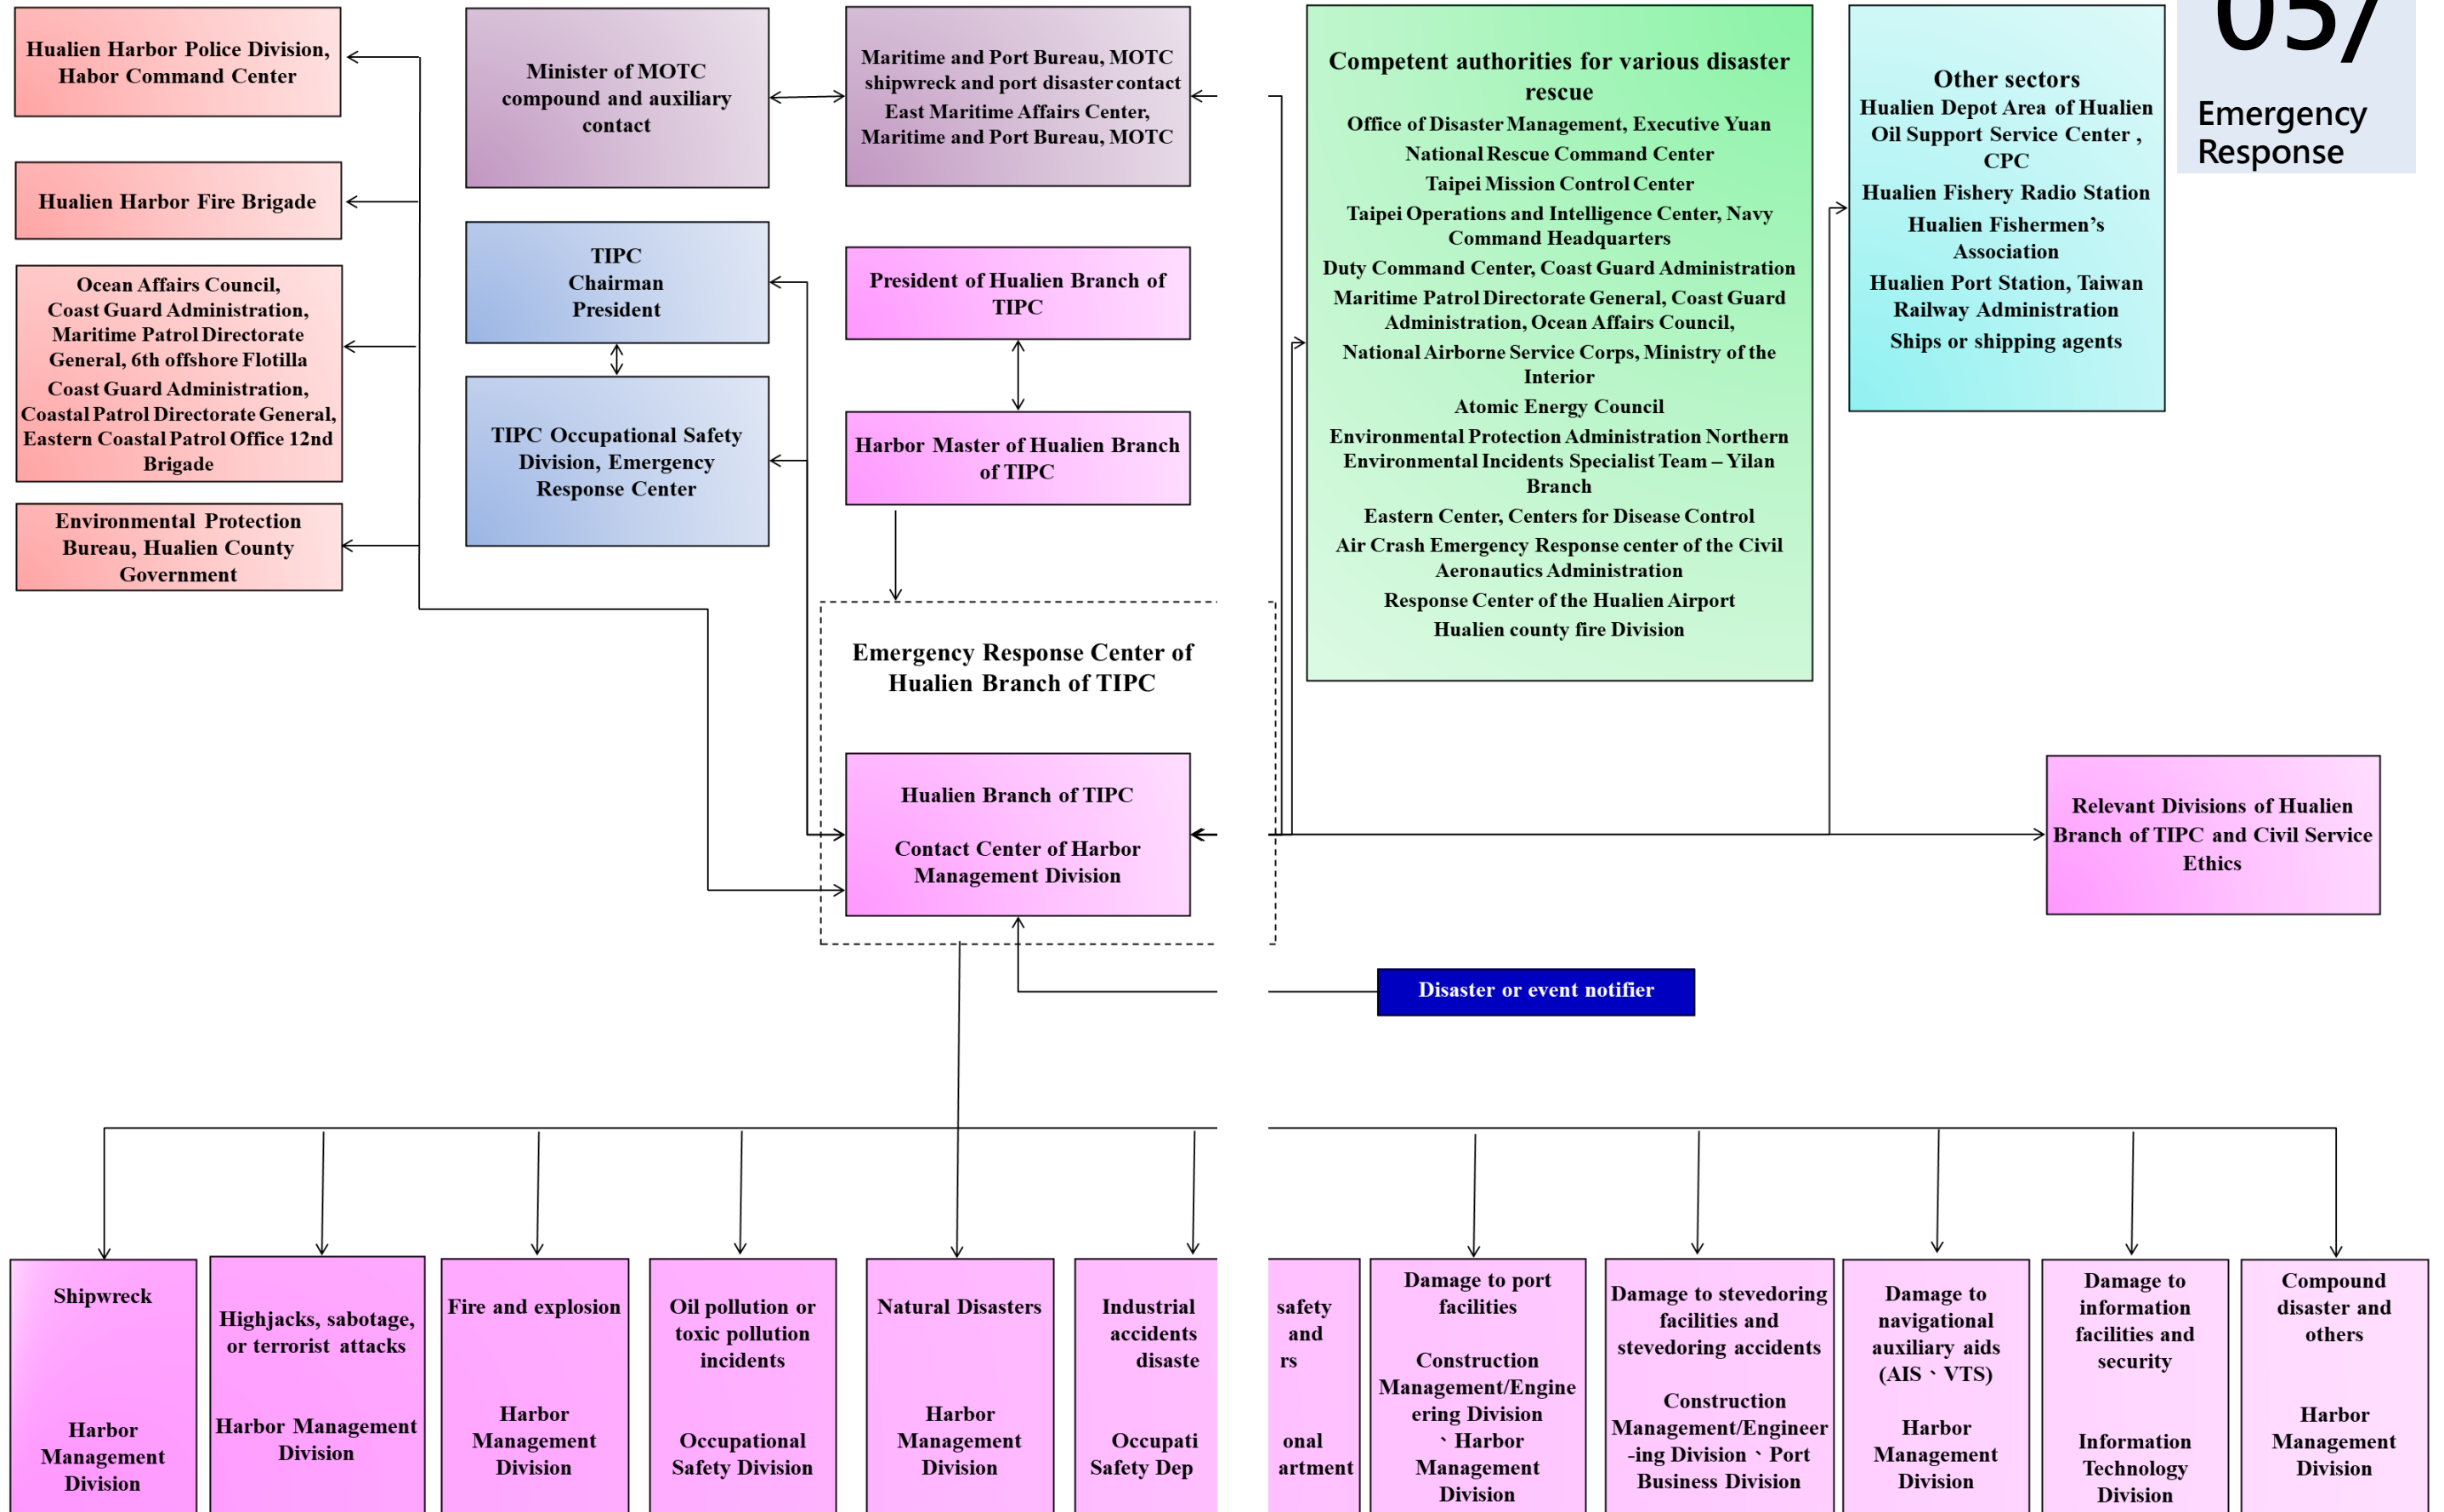 Hualien Harbor Police Division,
Habor Command Center
Hualien Harbor Fire Brigade
Ocean Affairs Council,
Coast Guard Administration,
Maritime Patrol Directorate
General, 6th offshore Flotilla
Coast Guard Administration,
Coastal Patrol Directorate General,
Eastern Coastal Patrol Office 12nd
Brigade
Environmental Protection
Bureau, Hualien County
Government
Minister of MOTC
compound and auxiliary
contact
TIPC
Chairman
President
TIPC Occupational Safety
Division, Emergency
Response Center
Maritime and Port Bureau, MOTC
shipwreck and port disaster contact
East Maritime Affairs Center,
Maritime and Port Bureau, MOTC
President of Hualien Branch of
TIPC
Harbor Master of Hualien Branch
of TIPC
Emergency Response Center of
Hualien Branch of TIPC
Hualien Branch of TIPC
Contact Center of Harbor
Management Division
Competent authorities for various disaster
rescue
Office of Disaster Management, Executive Yuan
National Rescue Command Center
Taipei Mission Control Center
Taipei Operations and Intelligence Center, Navy
Command Headquarters
Duty Command Center, Coast Guard Administration
Maritime Patrol Directorate General, Coast Guard
Administration, Ocean Affairs Council,
National Airborne Service Corps, Ministry of the
Interior
Atomic Energy Council
Environmental Protection Administration Northern
Environmental Incidents Specialist Team – Yilan
Branch
Eastern Center, Centers for Disease Control
Air Crash Emergency Response center of the Civil
Aeronautics Administration
Response Center of the Hualien Airport
Hualien county fire Division
Other sectors
Hualien Depot Area of Hualien
Oil Support Service Center ,
CPC
Hualien Fishery Radio Station
Hualien Fishermen’s
Association
Hualien Port Station, Taiwan
Railway Administration
Ships or shipping agents
05/
Emergency
Response
Relevant Divisions of Hualien
Branch of TIPC and Civil Service
Ethics
Disaster or event notifier
Shipwreck
Harbor
Management
Division
Highjacks, sabotage,
or terrorist attacks
Harbor Management
Division
Fire and explosion
Harbor
Management
Division
Oil pollution or
toxic pollution
incidents
Occupational
Safety Division
Natural Disasters
Harbor
Management
Division
Industrial safety
accidents and
disaste rs
Occupati onal
Safety Dep artment
Damage to port
facilities
Construction
Management/Engine
ering Division
、Harbor
Management
Division
Damage to stevedoring
facilities and
stevedoring accidents
Construction
Management/Engineer
-ing Division、Port
Business Division
Damage to
navigational
auxiliary aids
(AIS、VTS)
Harbor
Management
Division
Damage to
information
facilities and
security
Information
Technology
Division
Compound
disaster and
others
Harbor
Management
Division